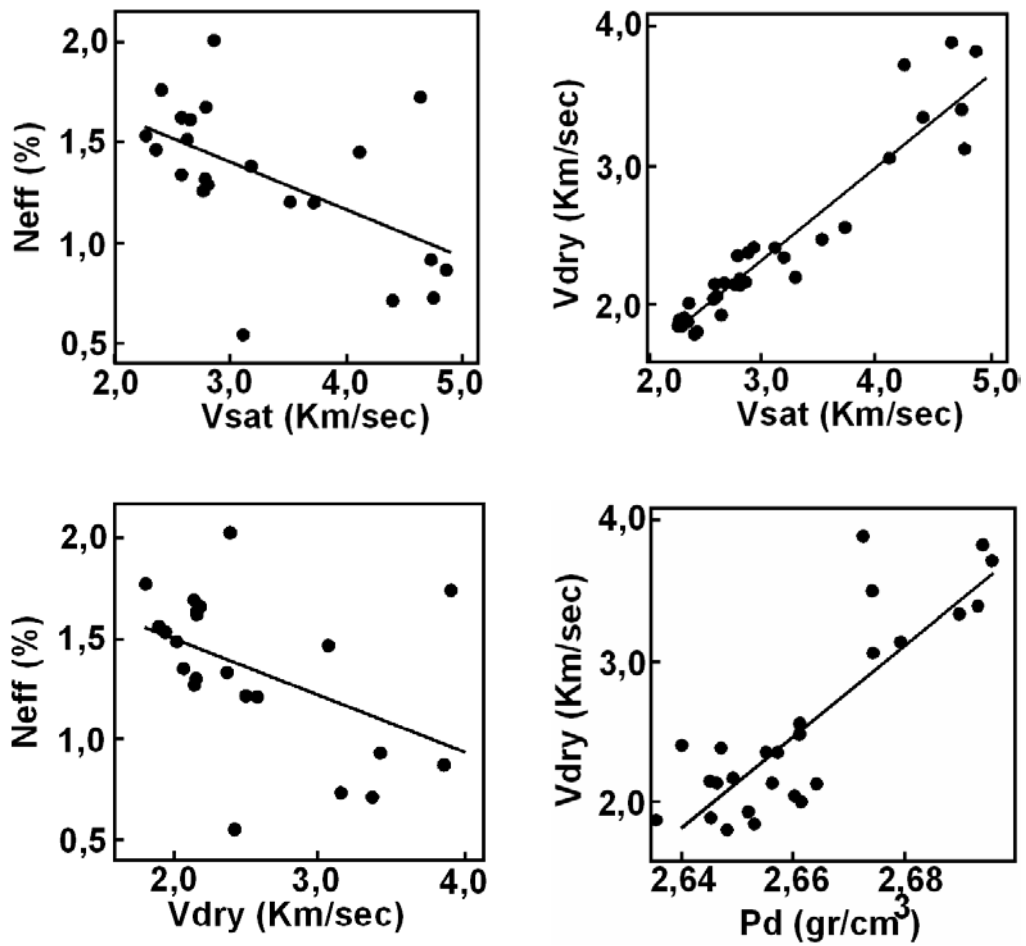 2,0
1,5
1,0
0,5
Neff (%)
2,0 3,0 4,0 5,0
Vsat (Km/sec)
4,0
3,0
2,0
Vdry (Km/sec)
2,0 3,0 4,0 5,0
Vsat (Km/sec)
2,0
1,5
1,0
0,5
Neff (%)
2,0 3,0 4,0
Vdry (Km/sec)
4,0
3,0
2,0
Vdry (Km/sec)
2,64 2,66 2,68
Pd (gr/cm3)